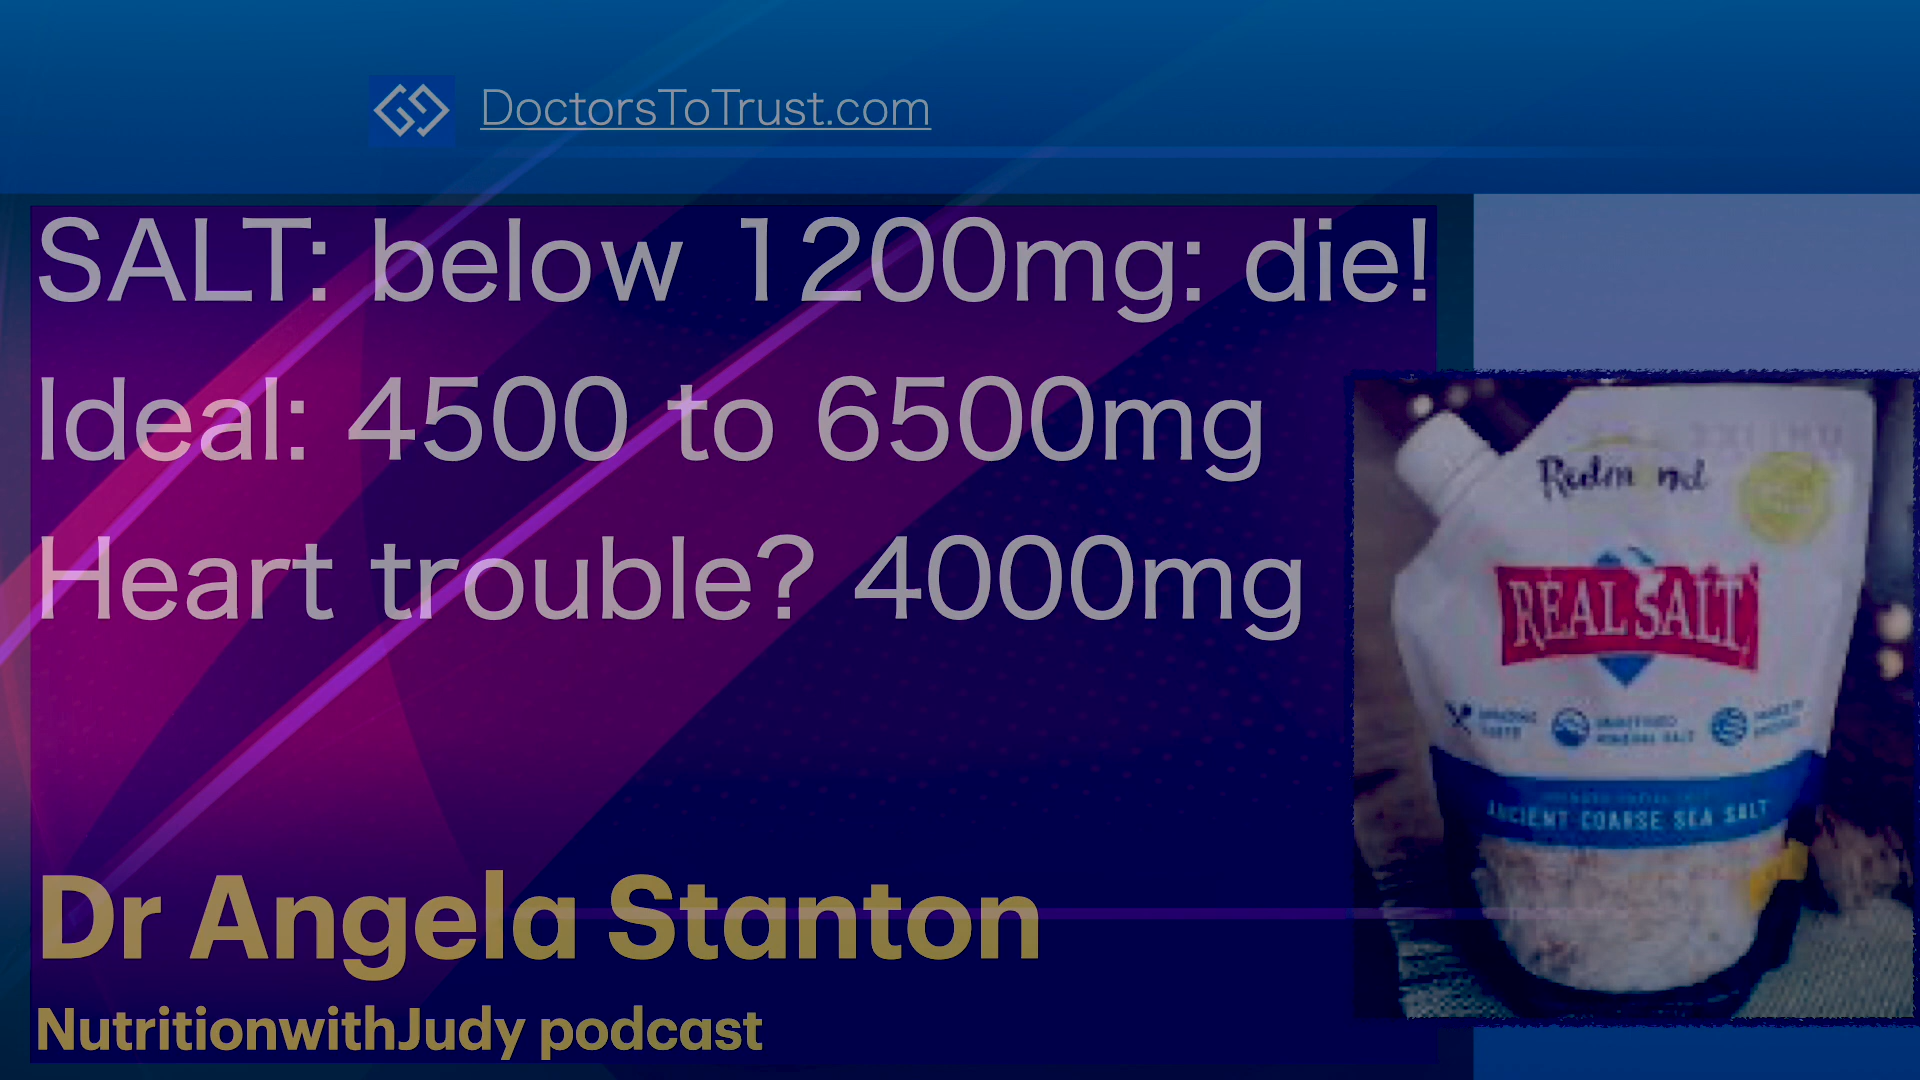 DoctorsToTrust.com
SALT: below 1200mg: die!
Ideal: 4500 to 6500mg
Heart trouble? 4000mg
REAL SALT
ANCIENT COARSE SEA SALT
Dr Angela Stanton
NutritionwithJudy podcast